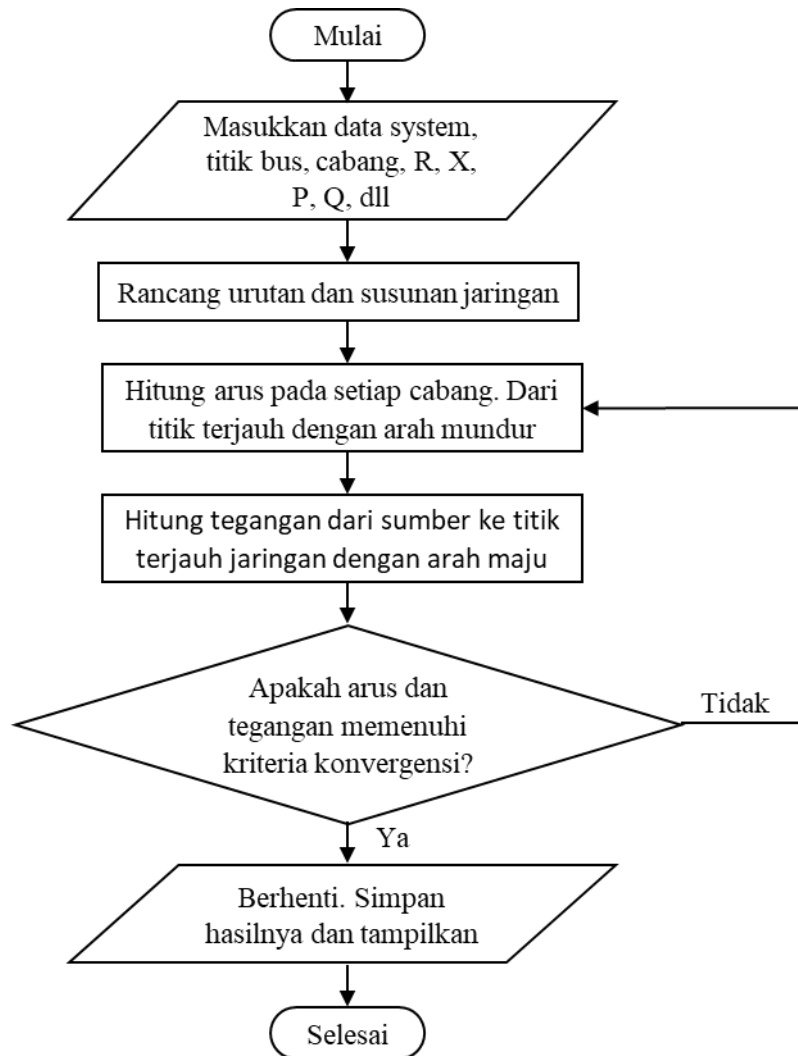 Mulai
Masukkan data system,
titik bus, cabang, R, X,
P, Q, dll
Rancang urutan dan susunan jaringan
Hitung arus pada setiap cabang. Dari
titik terjauh dengan arah mundur
Hitung tegangan dari sumber ke titik
terjauh jaringan dengan arah maju
Apakah arus dan
tegangan memenuhi
kriteria konvergensi?
Tidak
Ya
Berhenti. Simpan
hasilnya dan tampilkan
Selesai